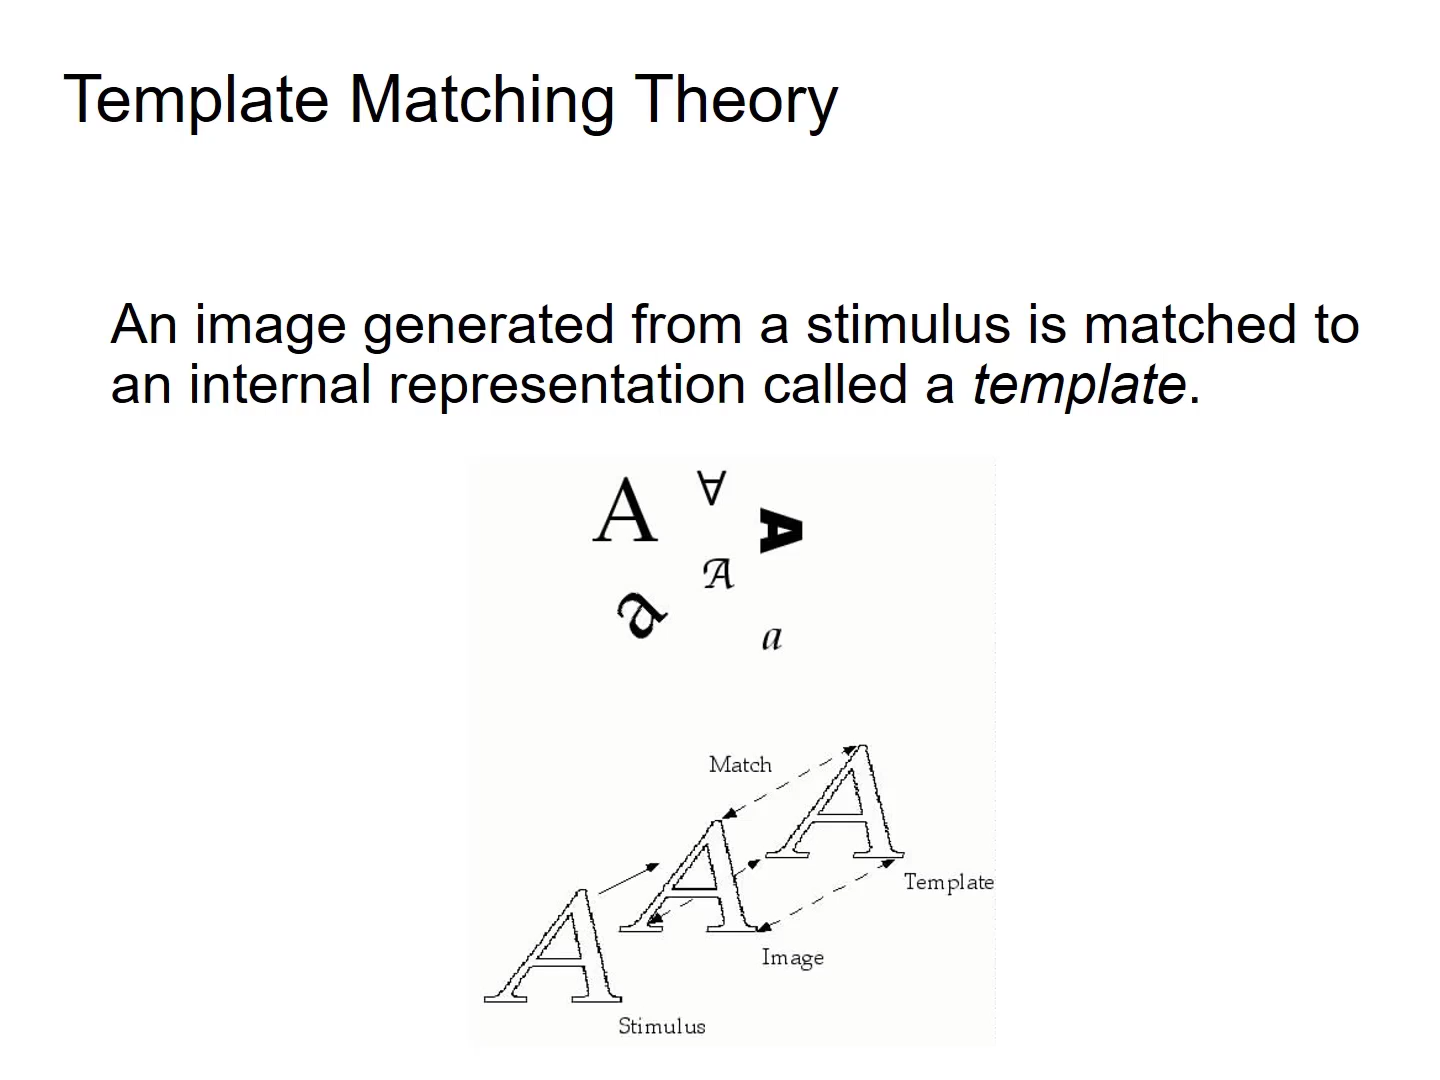 Template Matching Theory
An image generated from a stimulus is matched to
an internal representation called a template.
A ∀ A
A
a a
Match
Template
Image
Stimulus
A A A